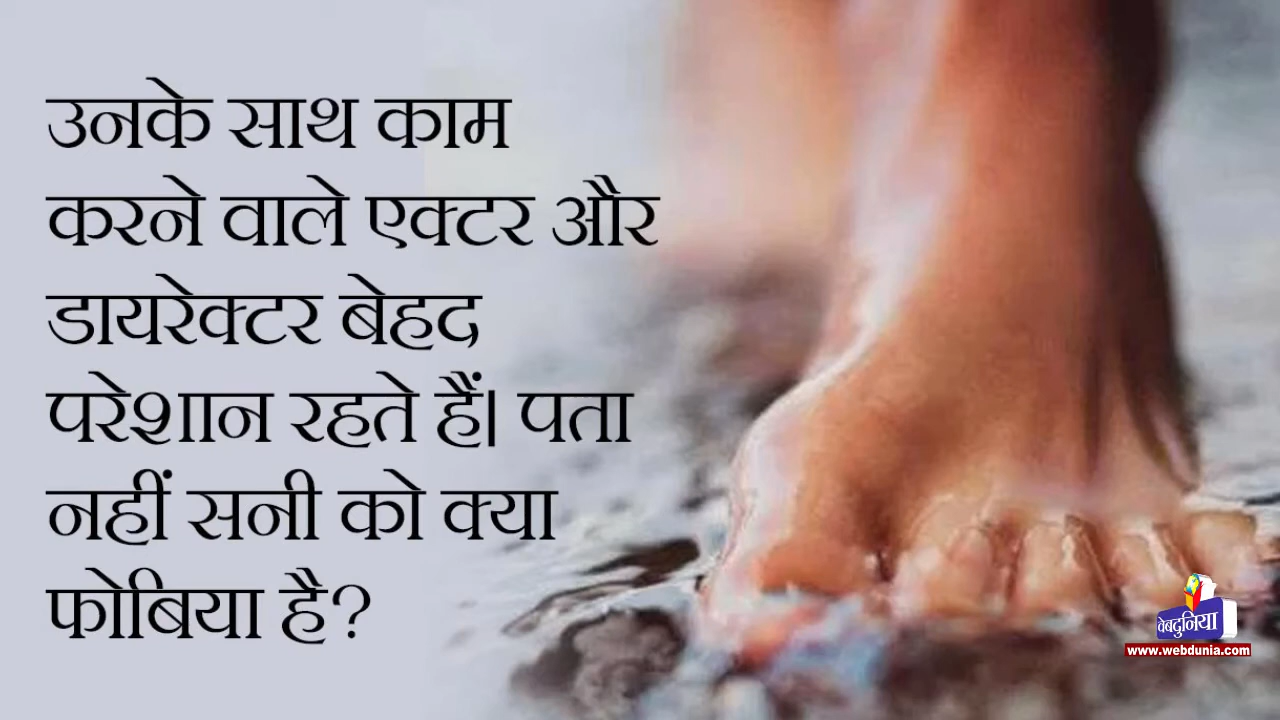 उनके साथ काम
करने वाले एक्टर और
डायरेक्टर बेहद
परेशान रहते हैं। पता
नहीं सनी को क्या
फोबिया है?
वेबदुनिया
www.webdunia.com